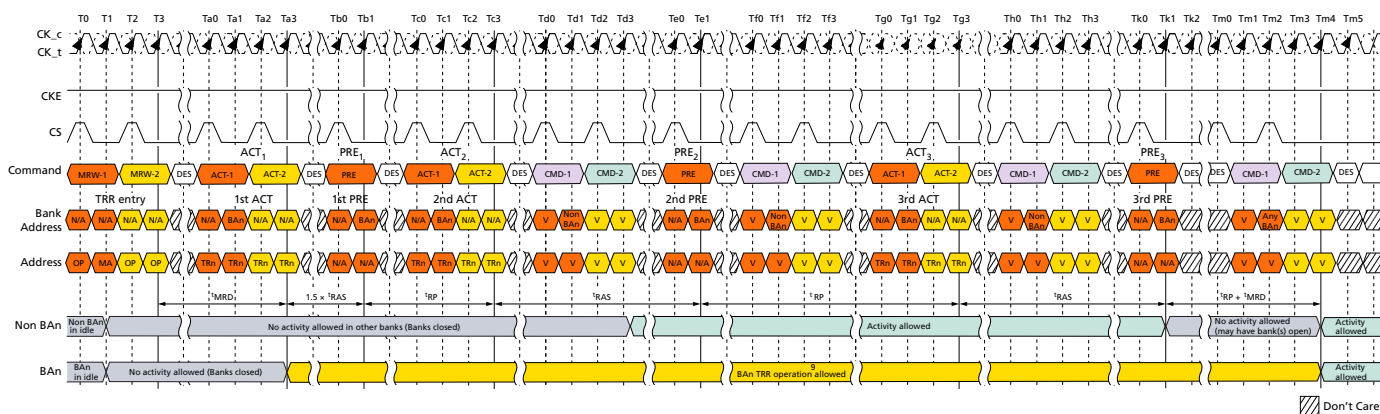 T0 T1 T2 T3 Ta0 Ta1 Ta2 Ta3 Tb0 Tb1 Tc0 Tc1 Tc2 Tc3 Td0 Td1 Td2 Td3 Te0 Te1 Tf0 Tf1 Tf2 Tf3 Tg0 Tg1 Tg2 Tg3 Th0 Th1 Th2 Th3 Tk0 Tk1 Tk2 Tm0 Tm1 Tm2 Tm3 Tm4 Tm5
CK_c
CK_t
CKE
CS
ACT1 PRE1 ACT2 PRE2 ACT3 PRE3
Command MRW-1 MRW-2 DES ACT-1 ACT-2 DES PRE DES ACT-1 ACT-2 DES CMD-1 CMD-2 DES PRE DES CMD-1 CMD-2 DES ACT-1 ACT-2 DES CMD-1 CMD-2 DES PRE DES DES CMD-1 CMD-2 DES
TRR entry 1st ACT 1st PRE 2nd ACT 2nd PRE 3rd ACT 3rd PRE
Bank Address N/A N/A N/A N/A N/A BAn N/A N/A N/A BAn N/A BAn N/A N/A V Non BAn V V N/A BAn V Non BAn V V N/A BAn N/A N/A V Non BAn V V N/A BAn V Any BAn V V
Address OP MA OP OP TRn TRn TRn TRn N/A N/A TRn TRn TRn TRn V V V V N/A N/A V V V V TRn TRn TRn TRn V V V V N/A N/A V V V V
tMRD 1.5 × tRAS tRP tRAS tRP tRAS tRP + tMRD
Non BAn Non BAn in idle No activity allowed in other banks (Banks closed) Activity allowed No activity allowed (may have bank(s) open) Activity allowed
BAn BAn in idle No activity allowed (Banks closed) 9 BAn TRR operation allowed Activity allowed
Don't Care